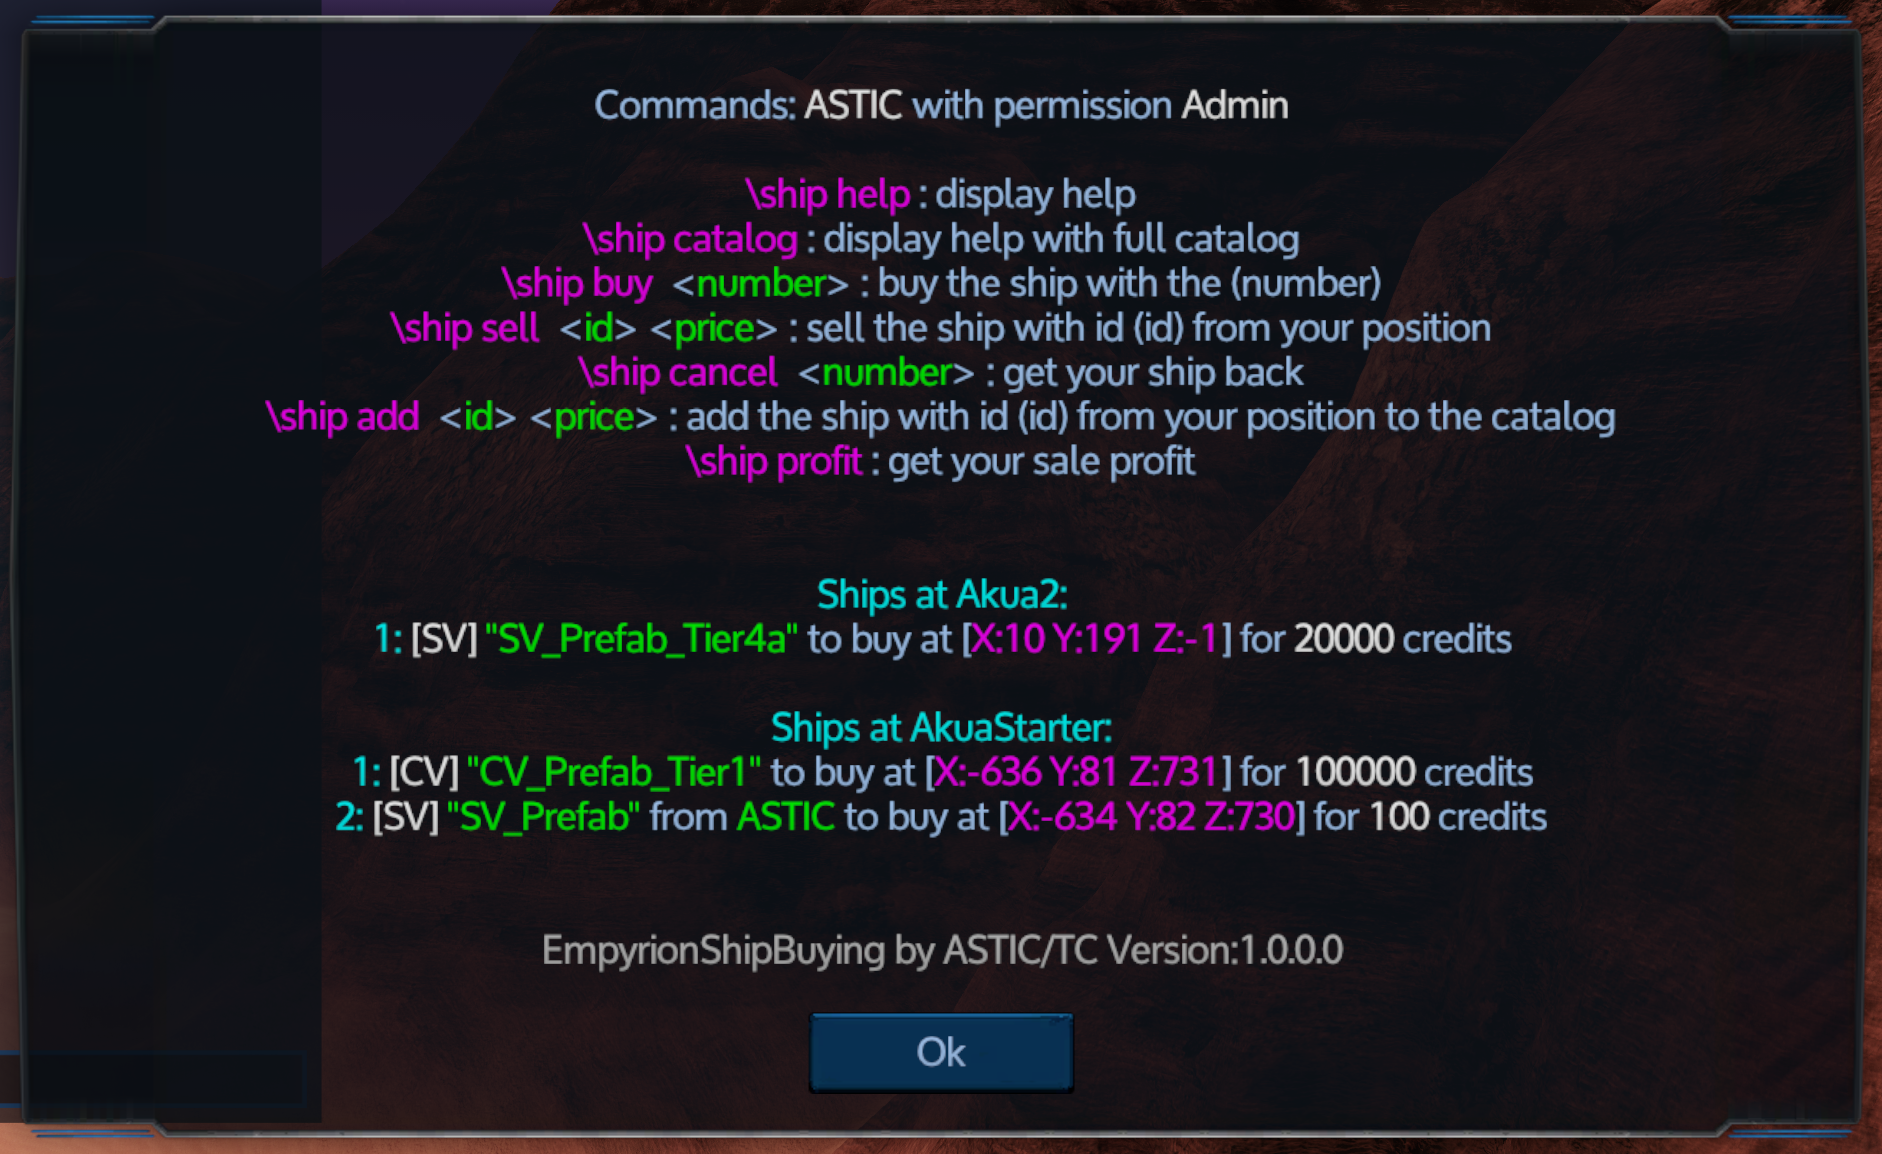 Commands: ASTIC with permission Admin
\ship help : display help
\ship catalog : display help with full catalog
\ship buy <number> : buy the ship with the (number)
\ship sell <id> <price> : sell the ship with id (id) from your position
\ship cancel <number> : get your ship back
\ship add <id> <price> : add the ship with id (id) from your position to the catalog
\ship profit : get your sale profit
Ships at Akua2:
1: [SV] "SV_Prefab_Tier4a" to buy at [X:10 Y:191 Z:-1] for 20000 credits
Ships at AkuaStarter:
1: [CV] "CV_Prefab_Tier1" to buy at [X:-636 Y:81 Z:731] for 100000 credits
2: [SV] "SV_Prefab" from ASTIC to buy at [X:-634 Y:82 Z:730] for 100 credits
EmpyrionShipBuying by ASTIC/TC Version:1.0.0.0
Ok